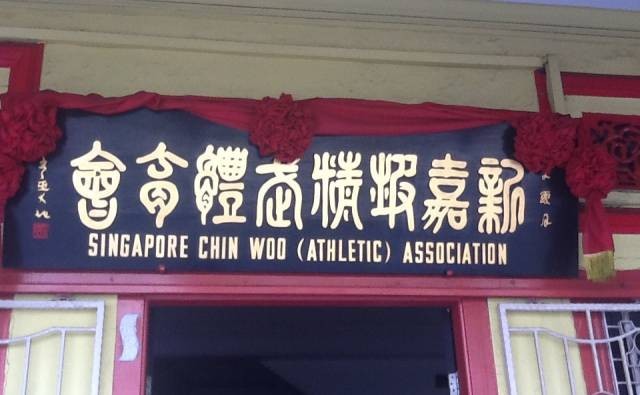 新嘉坡精武體育會
SINGAPORE CHIN WOO (ATHLETIC) ASSOCIATION